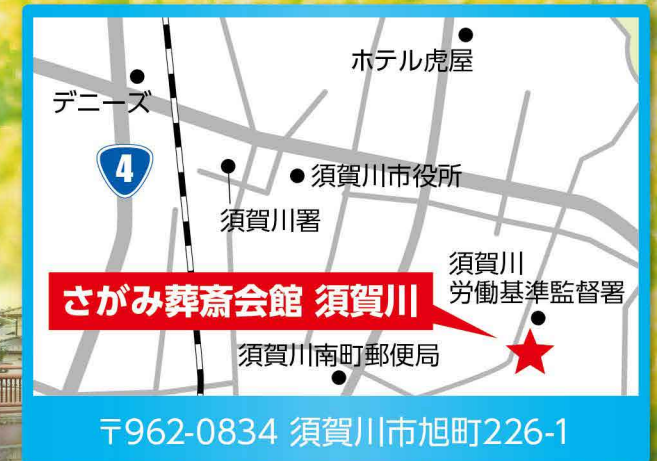 ホテル虎屋
デニーズ
4
須賀川市役所
須賀川署
須賀川
労働基準監督署
さがみ葬斎会館 須賀川
須賀川南町郵便局
〒962-0834 須賀川市旭町226-1